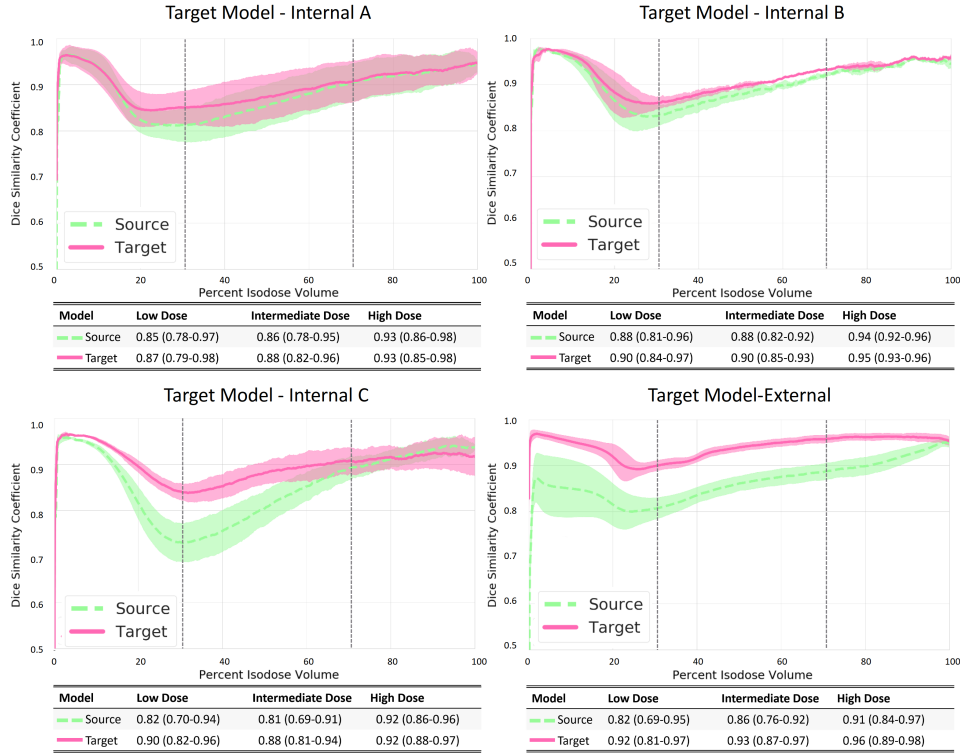 Target Model - Internal A
Dice Similarity Coefficient
1.0
0.9
0.8
0.7
0.6
0.5
Source
Target
0 20 40 60 80 100
Percent Isodose Volume
Model Low Dose Intermediate Dose High Dose
Source 0.85 (0.78-0.97) 0.86 (0.78-0.95) 0.93 (0.86-0.98)
Target 0.87 (0.79-0.98) 0.88 (0.82-0.96) 0.93 (0.85-0.98)
Target Model - Internal B
Dice Similarity Coefficient
1.0
0.9
0.8
0.7
0.6
0.5
Source
Target
0 20 40 60 80 100
Percent Isodose Volume
Model Low Dose Intermediate Dose High Dose
Source 0.88 (0.81-0.96) 0.88 (0.82-0.92) 0.94 (0.92-0.96)
Target 0.90 (0.84-0.97) 0.90 (0.85-0.93) 0.95 (0.93-0.96)
Target Model - Internal C
Dice Similarity Coefficient
1.0
0.9
0.8
0.7
0.6
0.5
Source
Target
0 20 40 60 80 100
Percent Isodose Volume
Model Low Dose Intermediate Dose High Dose
Source 0.82 (0.70-0.94) 0.81 (0.69-0.91) 0.92 (0.86-0.96)
Target 0.90 (0.82-0.96) 0.88 (0.81-0.94) 0.92 (0.88-0.97)
Target Model-External
Dice Similarity Coefficient
1.0
0.9
0.8
0.7
0.6
0.5
Source
Target
0 20 40 60 80 100
Percent Isodose Volume
Model Low Dose Intermediate Dose High Dose
Source 0.82 (0.69-0.95) 0.86 (0.76-0.92) 0.91 (0.84-0.97)
Target 0.92 (0.81-0.97) 0.93 (0.87-0.97) 0.96 (0.89-0.98)